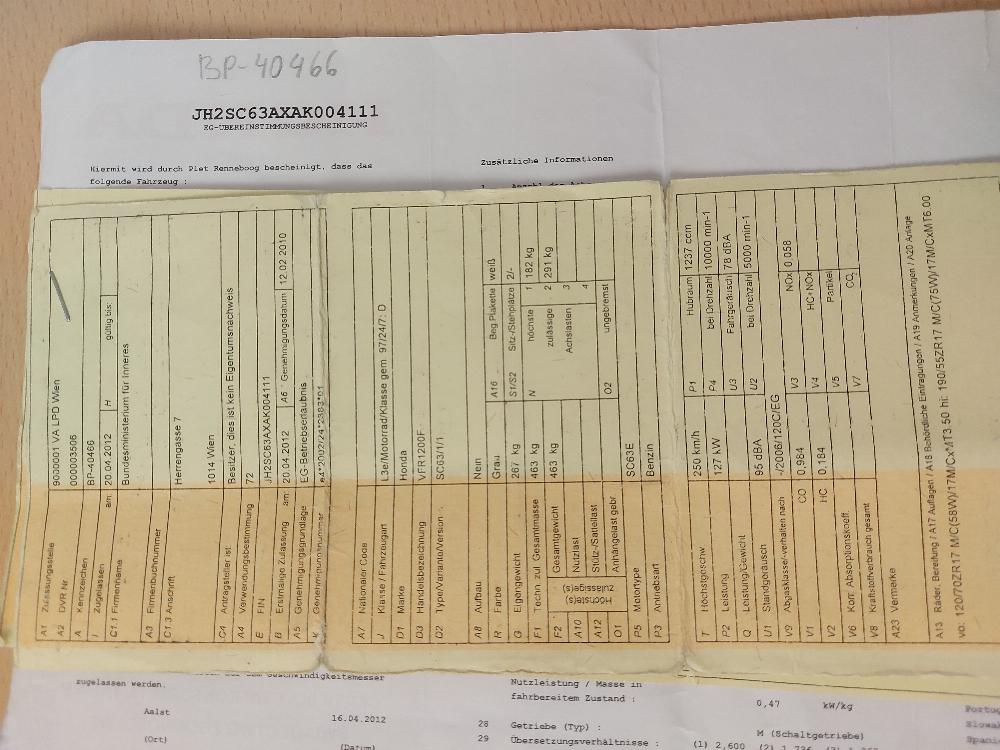 BP-40466
JH2SC63AXAK004111
EG-ÜBEREINSTIMMUNGSBESCHEINIGUNG
Hiermit wird durch Piet Renneboog bescheinigt, dass das
folgende Fahrzeug :
Zusätzliche Informationen
A1 Zulassungsstelle 9000001 VA LPD Wien
A2 DVR Nr. 000003506
A Kennzeichen BP-40466
I Zugelassen am: 20.04.2012 H gültig bis:
C1.1 Firmenname Bundesministerium für Inneres
A3 Firmenbuchnummer
C1.3 Anschrift Herrengasse 7
1014 Wien
C4 Antragsteller ist: Besitzer, dies ist kein Eigentumsnachweis
A4 Verwendungsbestimmung 72
E FIN JH2SC63AXAK004111
B Erstmalige Zulassung am: 20.04.2012 A6 Genehmigungsdatum 12.02.2010
A5 Genehmigungsgrundlage EG-Betriebserlaubnis
K Genehmigungsnummer e4*2002/24*2383*01
A7 Nationaler Code
J Klasse / Fahrzeugart L3e/Motorrad/Klasse gem. 97/24/7: D
D1 Marke Honda
D3 Handelsbezeichnung VFR1200F
D2 Type/Variante/Version SC63/1/1
A8 Aufbau Nein
R Farbe Grau A16 Beg.Plakette weiß
G Eigengewicht 267 kg S1/S2 Sitz-/Stehplätze 2/-
F1 Techn. zul. Gesamtmasse 463 kg N höchste 1 182 kg
F2 Höchste(s) zulässige(s) Gesamtgewicht 463 kg zulässige 2 291 kg
A10 Nutzlast Achslasten 3
A12 Stütz-/Sattellast 4
O1 Anhängelast gebr. O2 ungebremst
P5 Motortype SC63E
P3 Antriebsart Benzin
T Höchstgeschw. 250 km/h P1 Hubraum 1237 ccm
P2 Leistung 127 kW P4 bei Drehzahl 10000 min-1
Q Leistung/Gewicht U3 Fahrgeräusch 78 dBA
U1 Standgeräusch 95 dBA U2 bei Drehzahl 5000 min-1
V9 Abgasklasse/verhalten nach -/2006/120C/EG
V1 CO 0,984 V3 NOx 0.058
V2 HC 0,184 V4 HC+NOx
V6 Korr. Absorptionskoeff. V5 Partikel
V8 Kraftstoffverbrauch gesamt V7 CO2
A23 Vermerke
A13 Räder, Bereifung / A17 Auflagen / A18 Behördliche Eintragungen / A19 Anmerkungen / A20 Anlage
vo: 120/70ZR17 M/C(58W)/17M/CxMT3.50 hi: 190/55ZR17 M/C(75W)/17M/CxMT6.00
zugelassen werden.
Aalst
16.04.2012
(Ort)
(Datum)
Nutzleistung / Masse in
fahrbereitem Zustand : 0,47 kW/kg
28 Getriebe (Typ) : M (Schaltgetriebe)
29 Übersetzungsverhältnisse : (1) 2,600